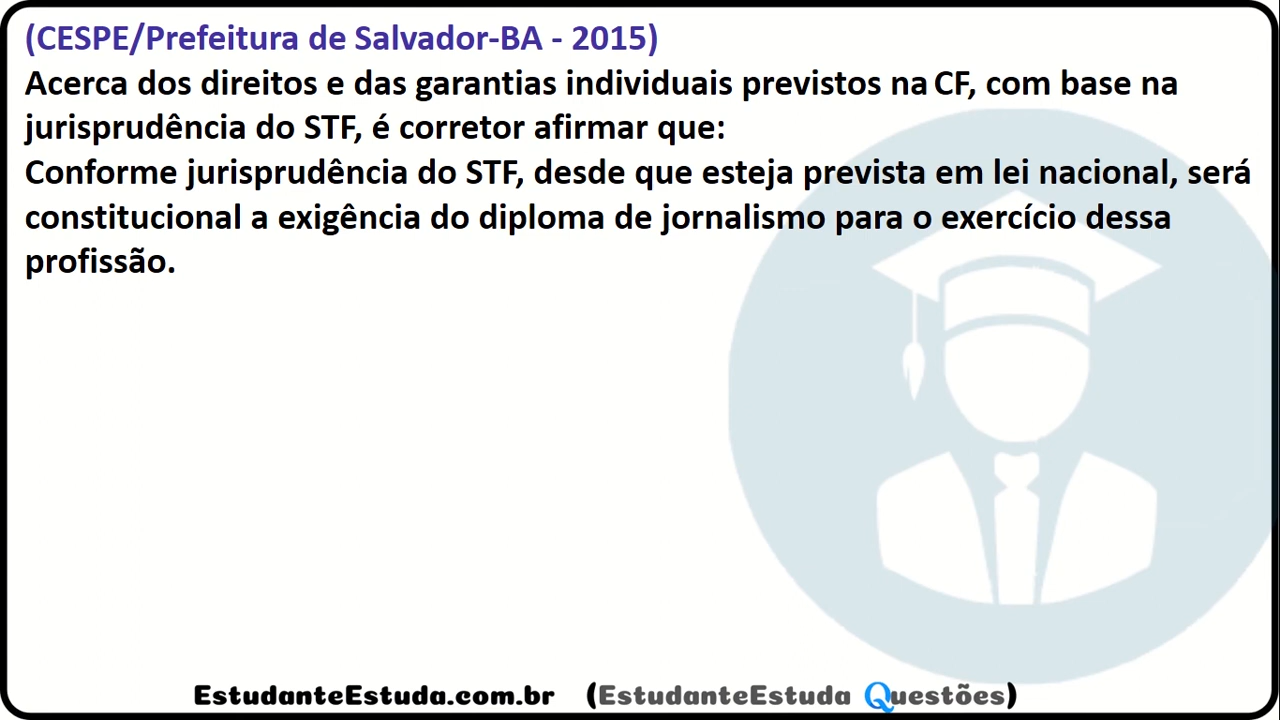 (CESPE/Prefeitura de Salvador-BA - 2015)
Acerca dos direitos e das garantias individuais previstos na CF, com base na
jurisprudência do STF, é corretor afirmar que:
Conforme jurisprudência do STF, desde que esteja prevista em lei nacional, será
constitucional a exigência do diploma de jornalismo para o exercício dessa
profissão.
EstudanteEstuda.com.br (EstudanteEstuda Questões)